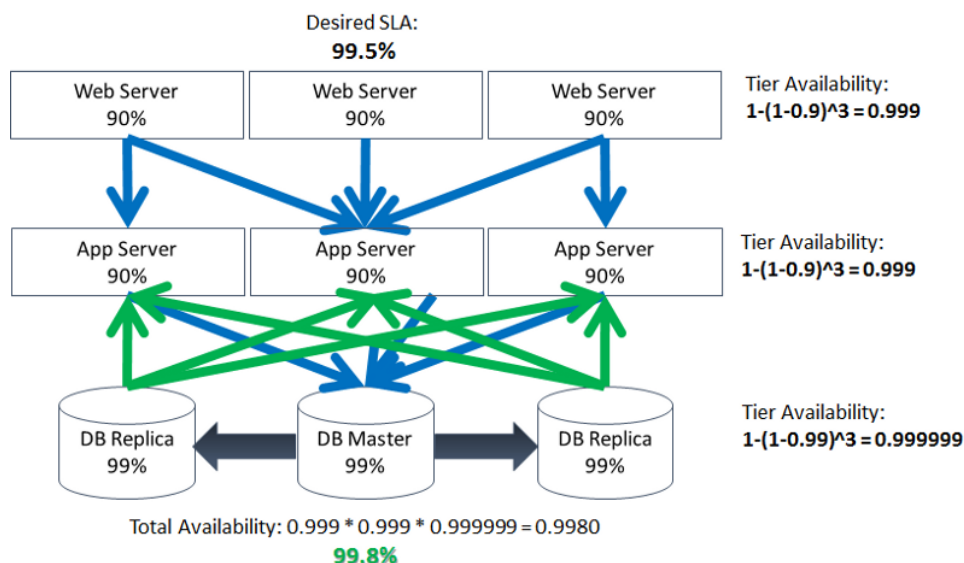 Desired SLA:
99.5%
Web Server
90%
Web Server
90%
Web Server
90%
Tier Availability:
1-(1-0.9)^3 = 0.999
App Server
90%
App Server
90%
App Server
90%
Tier Availability:
1-(1-0.9)^3 = 0.999
DB Replica
99%
DB Master
99%
DB Replica
99%
Tier Availability:
1-(1-0.99)^3 = 0.999999
Total Availability: 0.999 * 0.999 * 0.999999 = 0.9980
99.8%